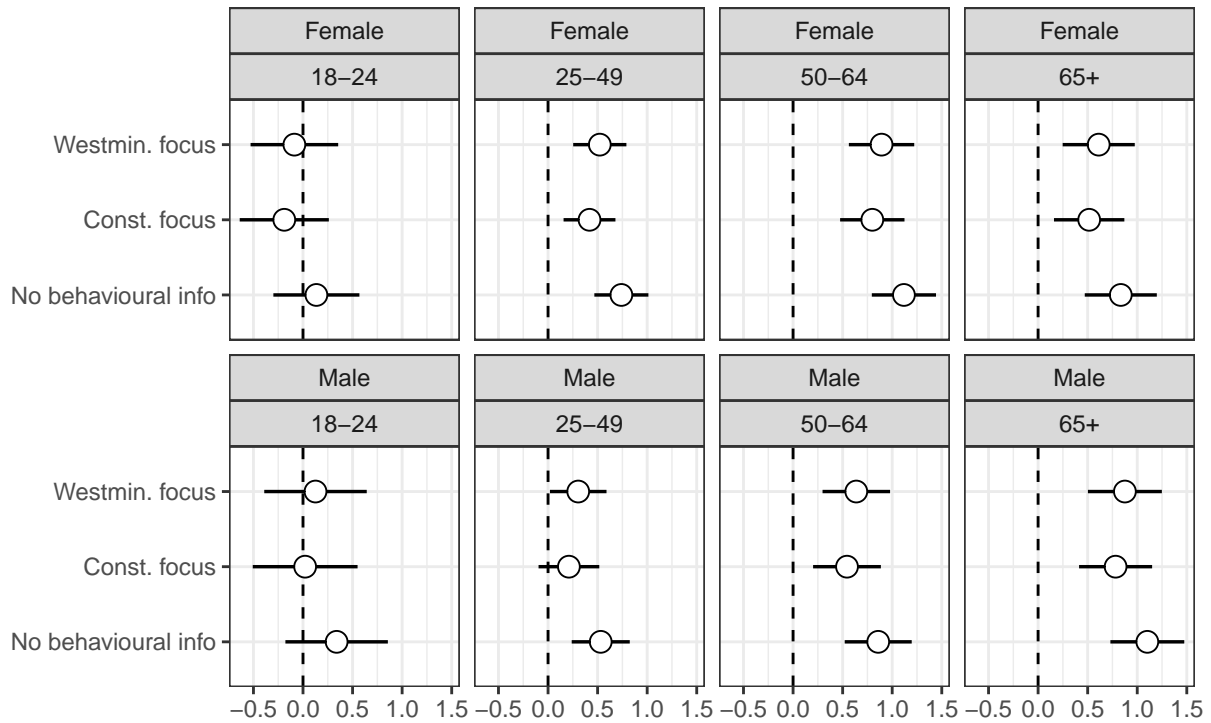 Female Female Female Female
18−24 25−49 50−64 65+
Westmin. focus
Const. focus
No behavioural info
Male Male Male Male
18−24 25−49 50−64 65+
Westmin. focus
Const. focus
No behavioural info
−0.5 0.0 0.5 1.0 1.5 −0.5 0.0 0.5 1.0 1.5 −0.5 0.0 0.5 1.0 1.5 −0.5 0.0 0.5 1.0 1.5